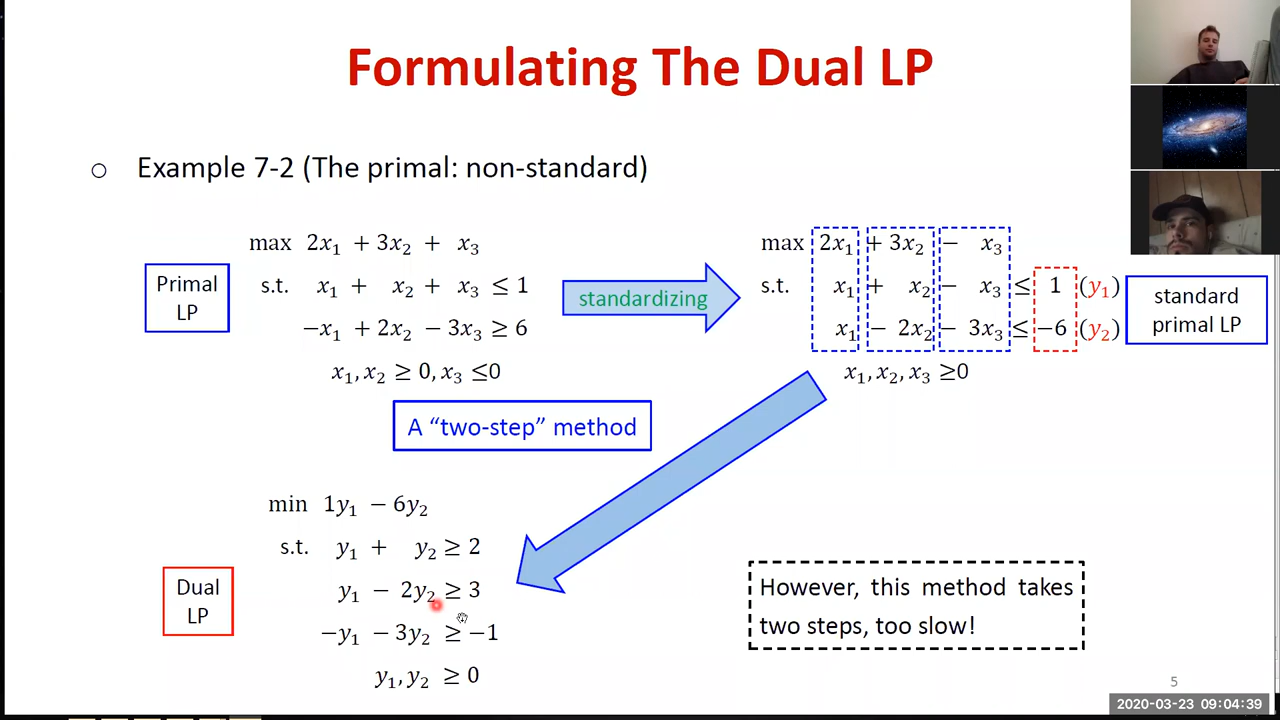 Formulating The Dual LP
○ Example 7-2 (The primal: non-standard)
Primal LP
max 2x₁ + 3x₂ + x₃
s.t. x₁ + x₂ + x₃ ≤ 1
−x₁ + 2x₂ − 3x₃ ≥ 6
x₁, x₂ ≥ 0, x₃ ≤0
standardizing
max 2x₁ + 3x₂ − x₃
s.t. x₁ + x₂ − x₃ ≤ 1 (y₁)
x₁ − 2x₂ − 3x₃ ≤ −6 (y₂)
x₁, x₂, x₃ ≥0
standard
primal LP
A “two-step” method
Dual
LP
min 1y₁ − 6y₂
s.t. y₁ + y₂ ≥ 2
y₁ − 2y₂ ≥ 3
−y₁ − 3y₂ ≥ −1
y₁, y₂ ≥ 0
However, this method takes
two steps, too slow!
5
2020-03-23 09:04:39